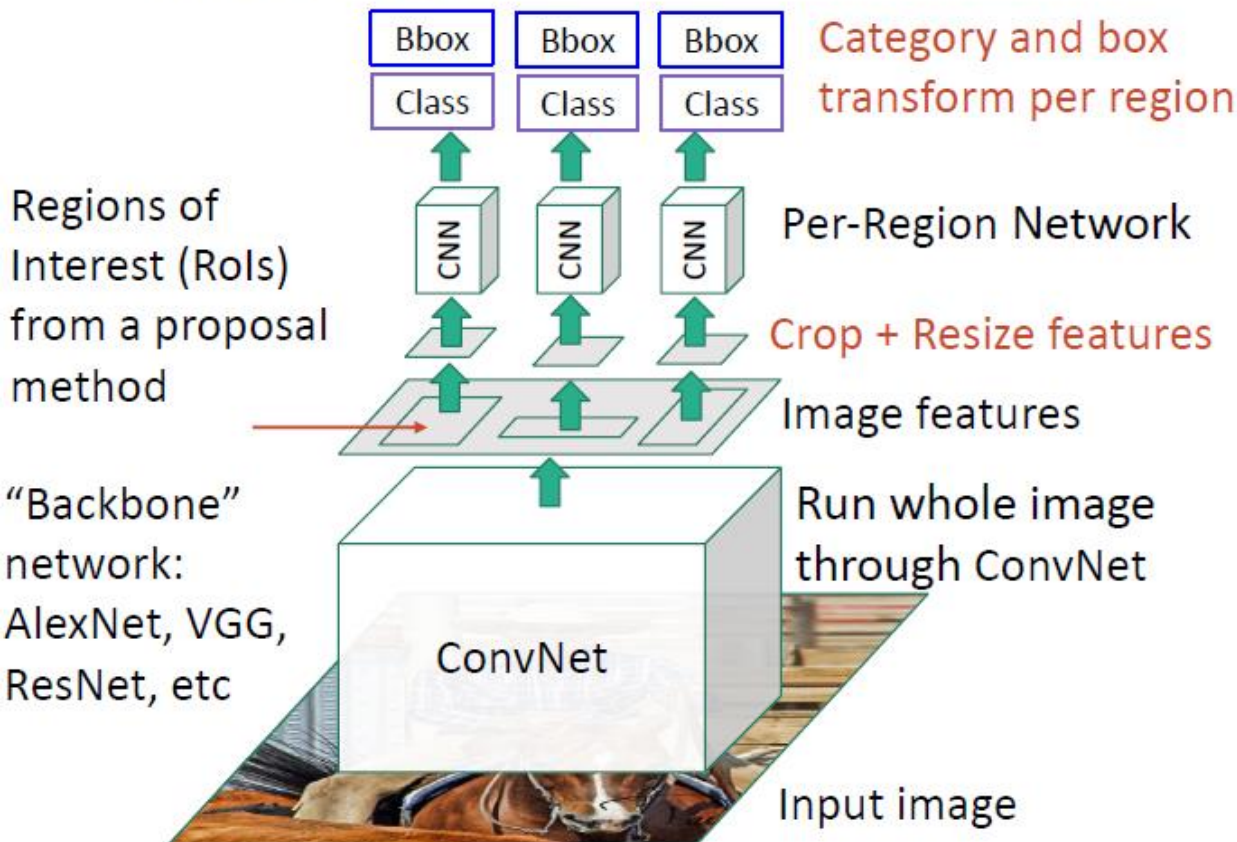 Bbox Bbox Bbox
Class Class Class
Category and box
transform per region
Regions of
Interest (RoIs)
from a proposal
method
CNN CNN CNN
Per-Region Network
Crop + Resize features
Image features
“Backbone”
network:
AlexNet, VGG,
ResNet, etc
Run whole image
through ConvNet
ConvNet
Input image